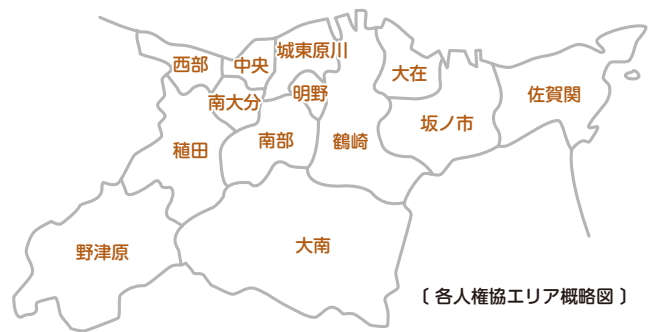 西部
中央
城東原川
大在
佐賀関
南大分
明野
坂ノ市
稙田
南部
鶴崎
野津原
大南
〔 各人権協エリア概略図 〕